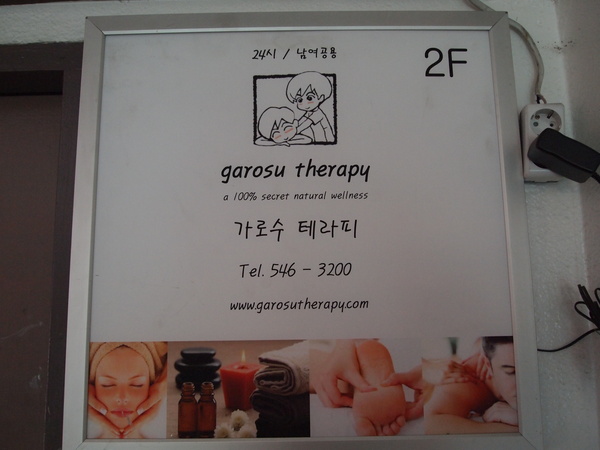 24시 / 남여공용
2F
garosu therapy
a 100% secret natural wellness
가로수 테라피
Tel. 546 - 3200
www.garosutherapy.com